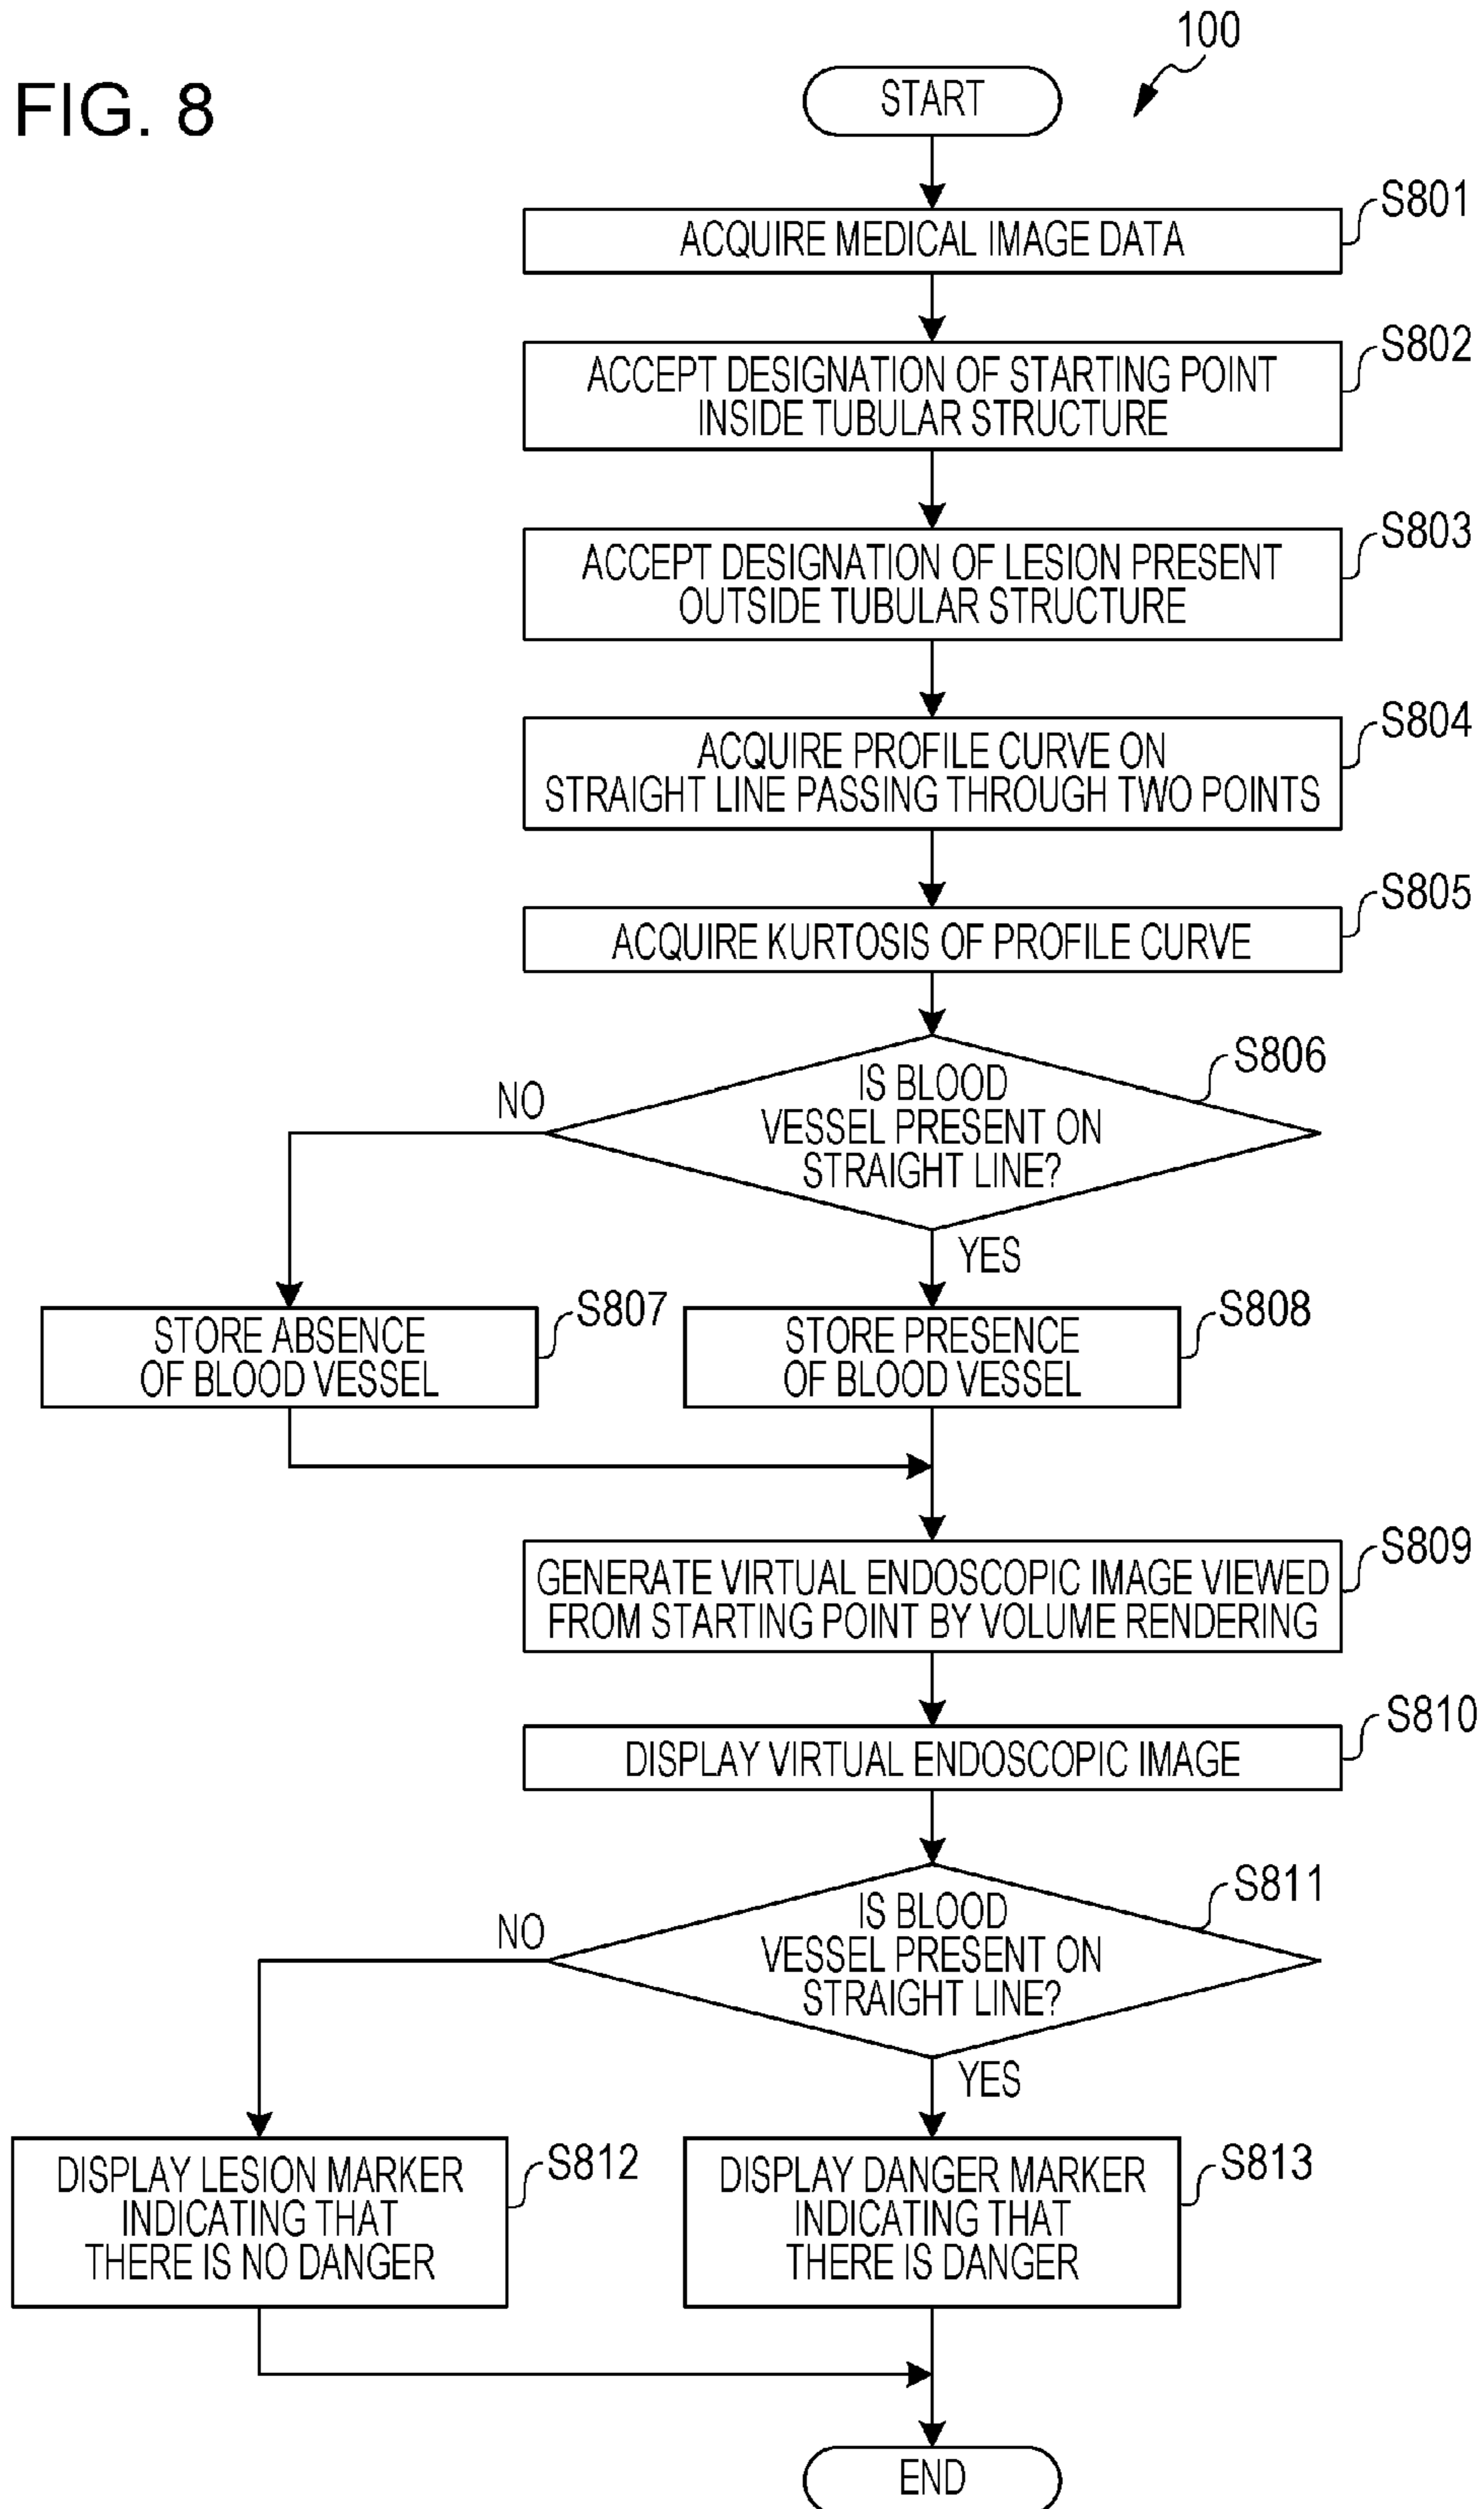 100
FIG. 8
START
S801
ACQUIRE MEDICAL IMAGE DATA
S802
ACCEPT DESIGNATION OF STARTING POINT
INSIDE TUBULAR STRUCTURE
S803
ACCEPT DESIGNATION OF LESION PRESENT
OUTSIDE TUBULAR STRUCTURE
S804
ACQUIRE PROFILE CURVE ON
STRAIGHT LINE PASSING THROUGH TWO POINTS
S805
ACQUIRE KURTOSIS OF PROFILE CURVE
S806
IS BLOOD
VESSEL PRESENT ON
STRAIGHT LINE?
NO
YES
S807
STORE ABSENCE
OF BLOOD VESSEL
S808
STORE PRESENCE
OF BLOOD VESSEL
S809
GENERATE VIRTUAL ENDOSCOPIC IMAGE VIEWED
FROM STARTING POINT BY VOLUME RENDERING
S810
DISPLAY VIRTUAL ENDOSCOPIC IMAGE
S811
IS BLOOD
VESSEL PRESENT ON
STRAIGHT LINE?
NO
YES
S812
DISPLAY LESION MARKER
INDICATING THAT
THERE IS NO DANGER
S813
DISPLAY DANGER MARKER
INDICATING THAT
THERE IS DANGER
END